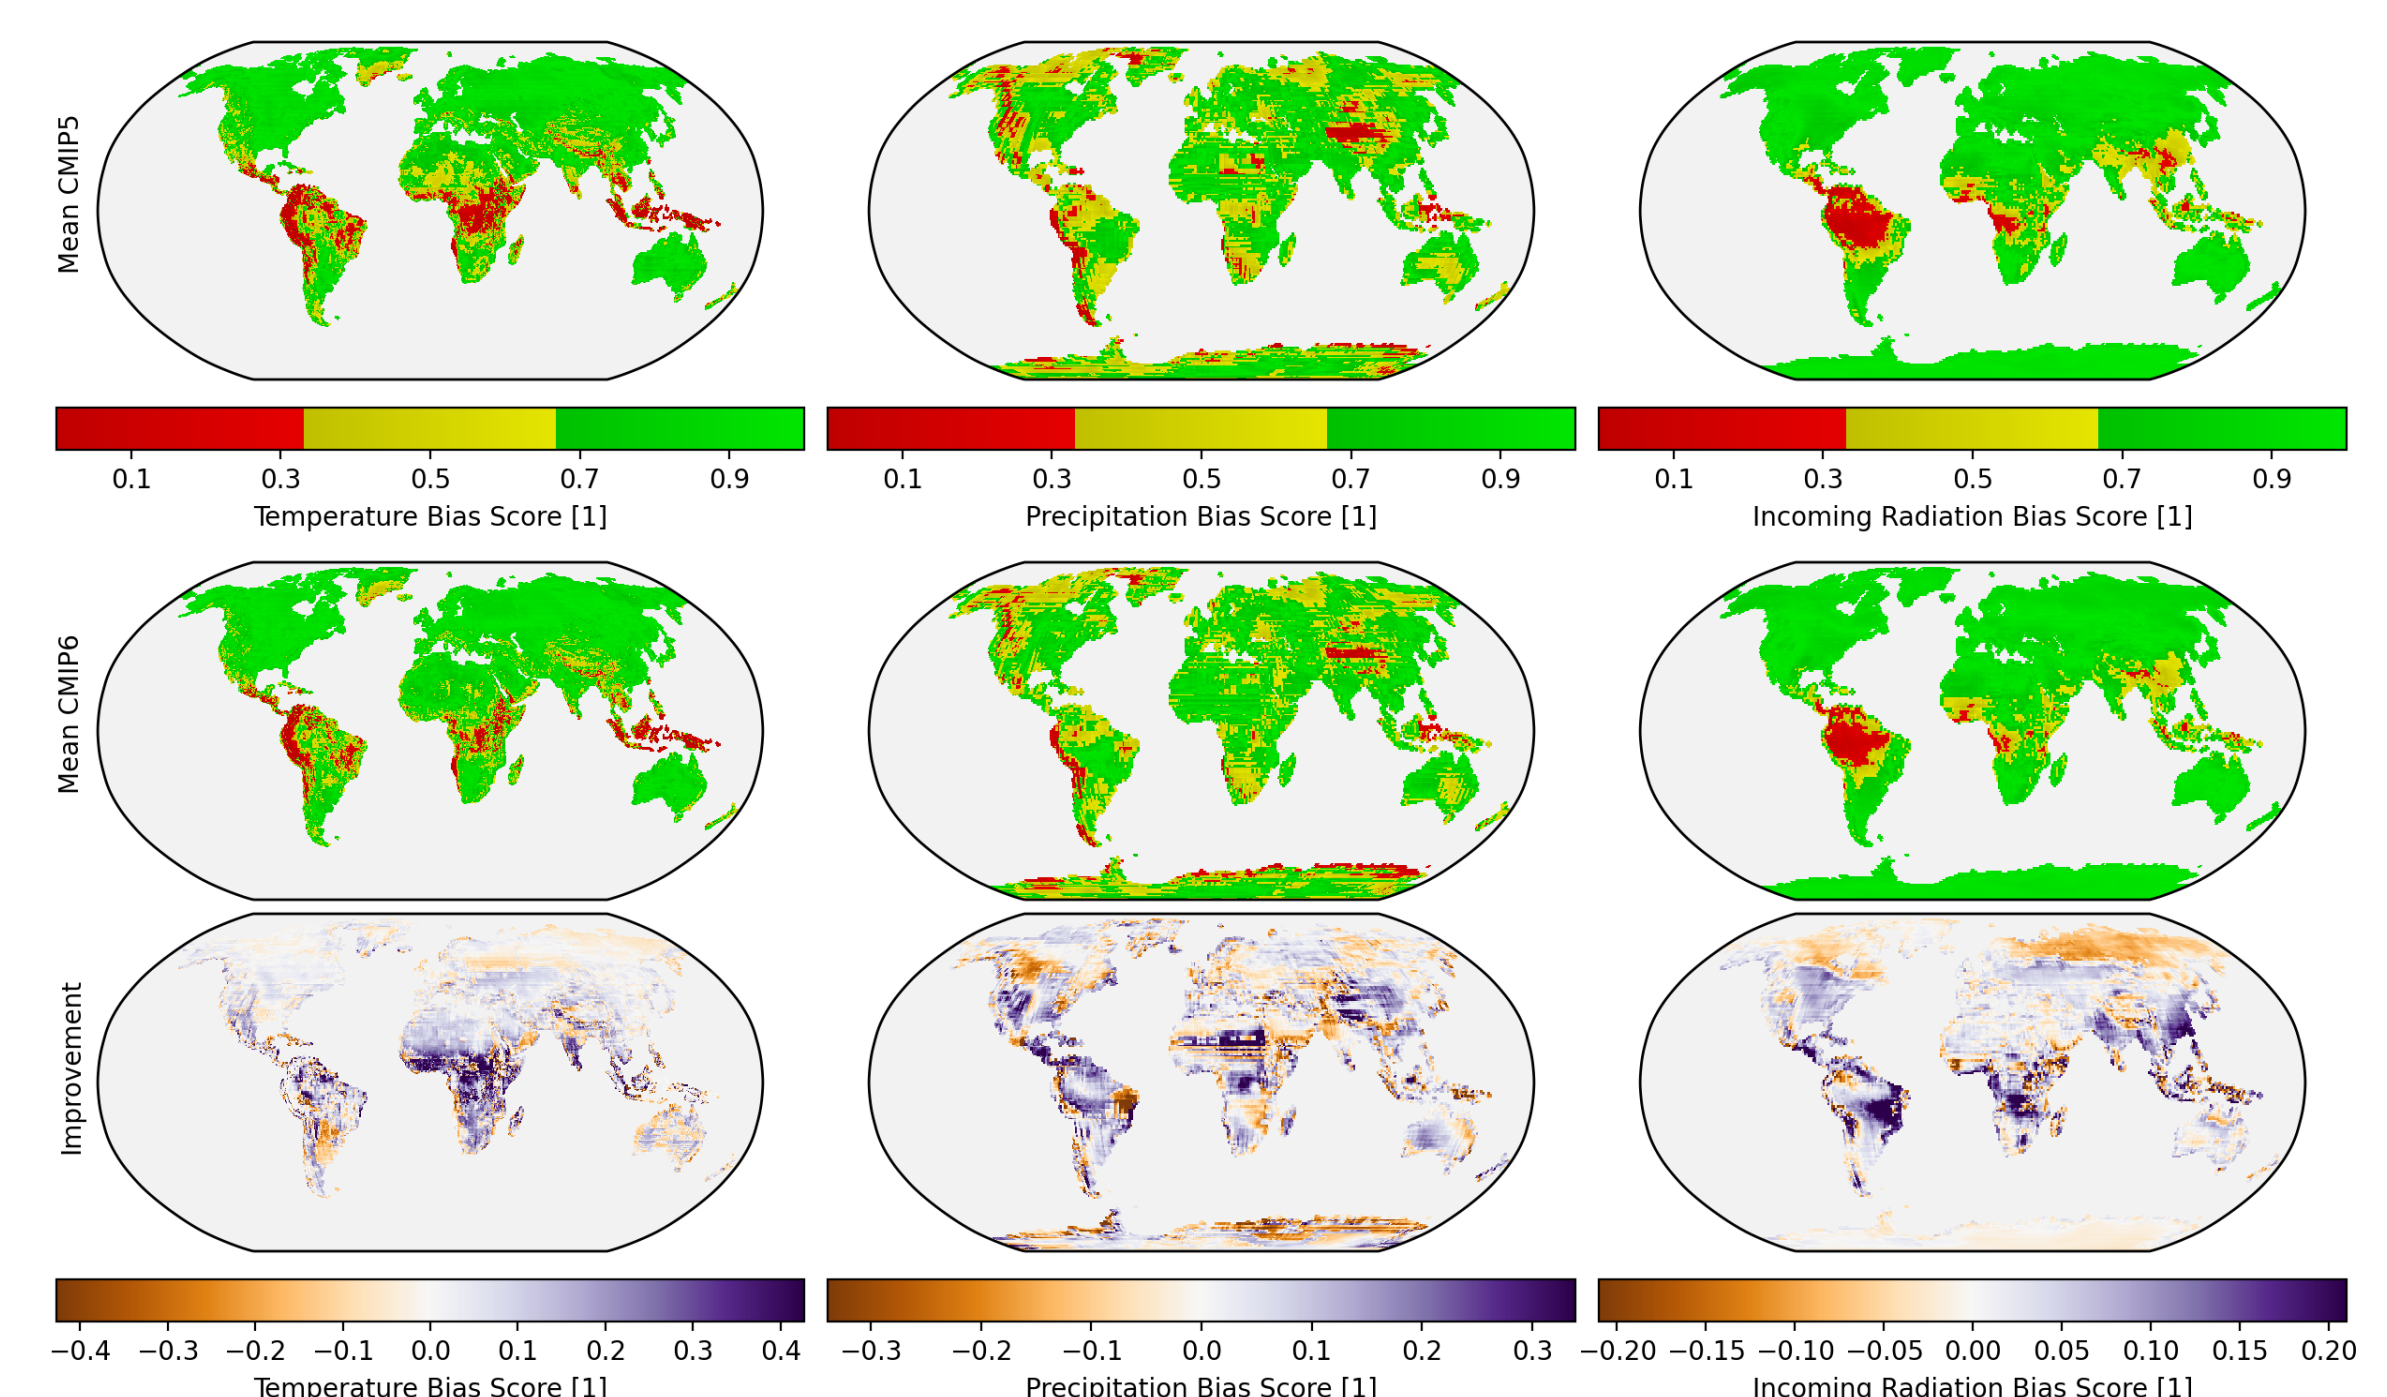 Mean CMIP5
0.1 0.3 0.5 0.7 0.9
Temperature Bias Score [1]
0.1 0.3 0.5 0.7 0.9
Precipitation Bias Score [1]
0.1 0.3 0.5 0.7 0.9
Incoming Radiation Bias Score [1]
Mean CMIP6
Improvement
−0.4 −0.3 −0.2 −0.1 0.0 0.1 0.2 0.3 0.4
Temperature Bias Score [1]
−0.3 −0.2 −0.1 0.0 0.1 0.2 0.3
Precipitation Bias Score [1]
−0.20 −0.15 −0.10 −0.05 0.00 0.05 0.10 0.15 0.20
Incoming Radiation Bias Score [1]